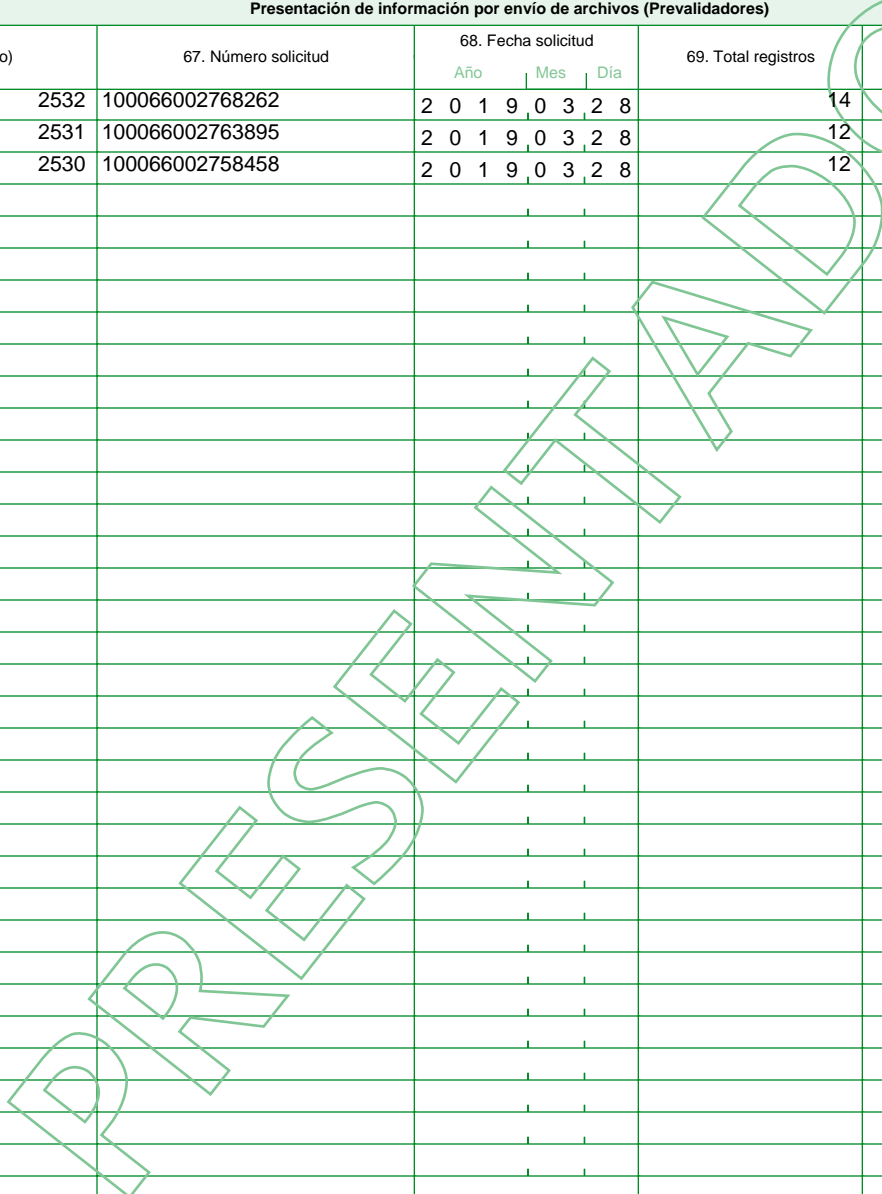 Presentación de información por envío de archivos (Prevalidadores)
o) 67. Número solicitud 68. Fecha solicitud 69. Total registros
Año Mes Día
2532 100066002768262 2 0 1 9 0 3 2 8 14
2531 100066002763895 2 0 1 9 0 3 2 8 12
2530 100066002758458 2 0 1 9 0 3 2 8 12
PRESENTADO